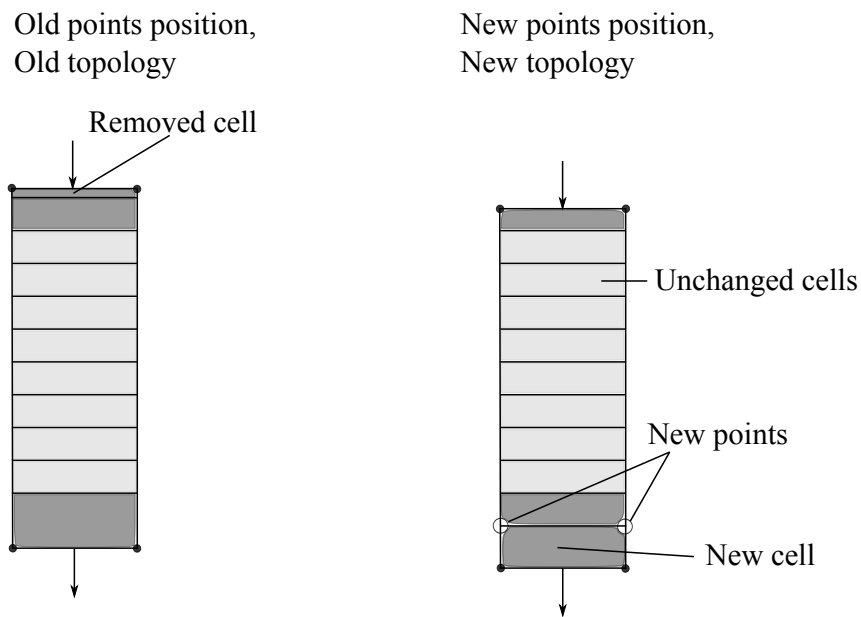 Old points position,
Old topology
New points position,
New topology
Removed cell
Unchanged cells
New points
New cell